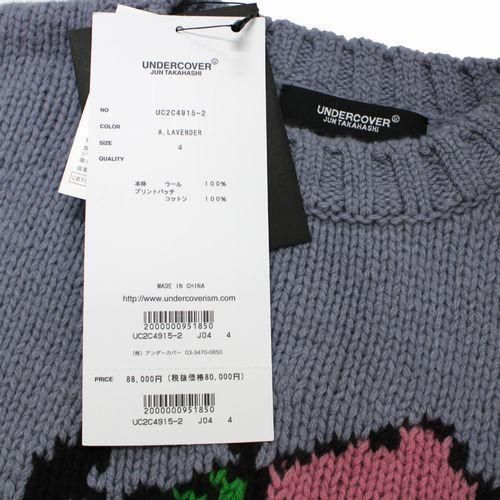 UNDERCOVER
JUN TAKAHASHI
NO UC2C4915-2
COLOR A.LAVENDER
SIZE 4
QUALITY
本体 ウール 100%
プリントパッチ
コットン 100%
MADE IN CHINA
http://www.undercoverism.com
2000000951850
UC2C4915-2 J04 4
(株) アンダーカバー 03-3470-0850
PRICE 88,000円 (税抜価格80,000円)
2000000951850
UC2C4915-2 J04 4
UNDERCOVER
JUN TAKAHASHI